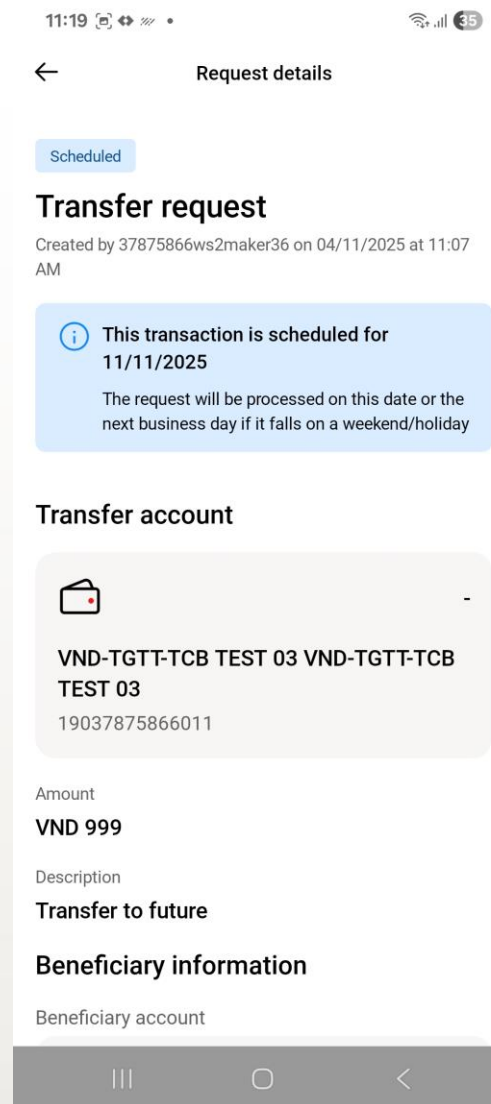 11:19
35
Request details
Scheduled
Transfer request
Created by 37875866ws2maker36 on 04/11/2025 at 11:07
AM
This transaction is scheduled for
11/11/2025
The request will be processed on this date or the
next business day if it falls on a weekend/holiday
Transfer account
-
VND-TGTT-TCB TEST 03 VND-TGTT-TCB
TEST 03
19037875866011
Amount
VND 999
Description
Transfer to future
Beneficiary information
Beneficiary account